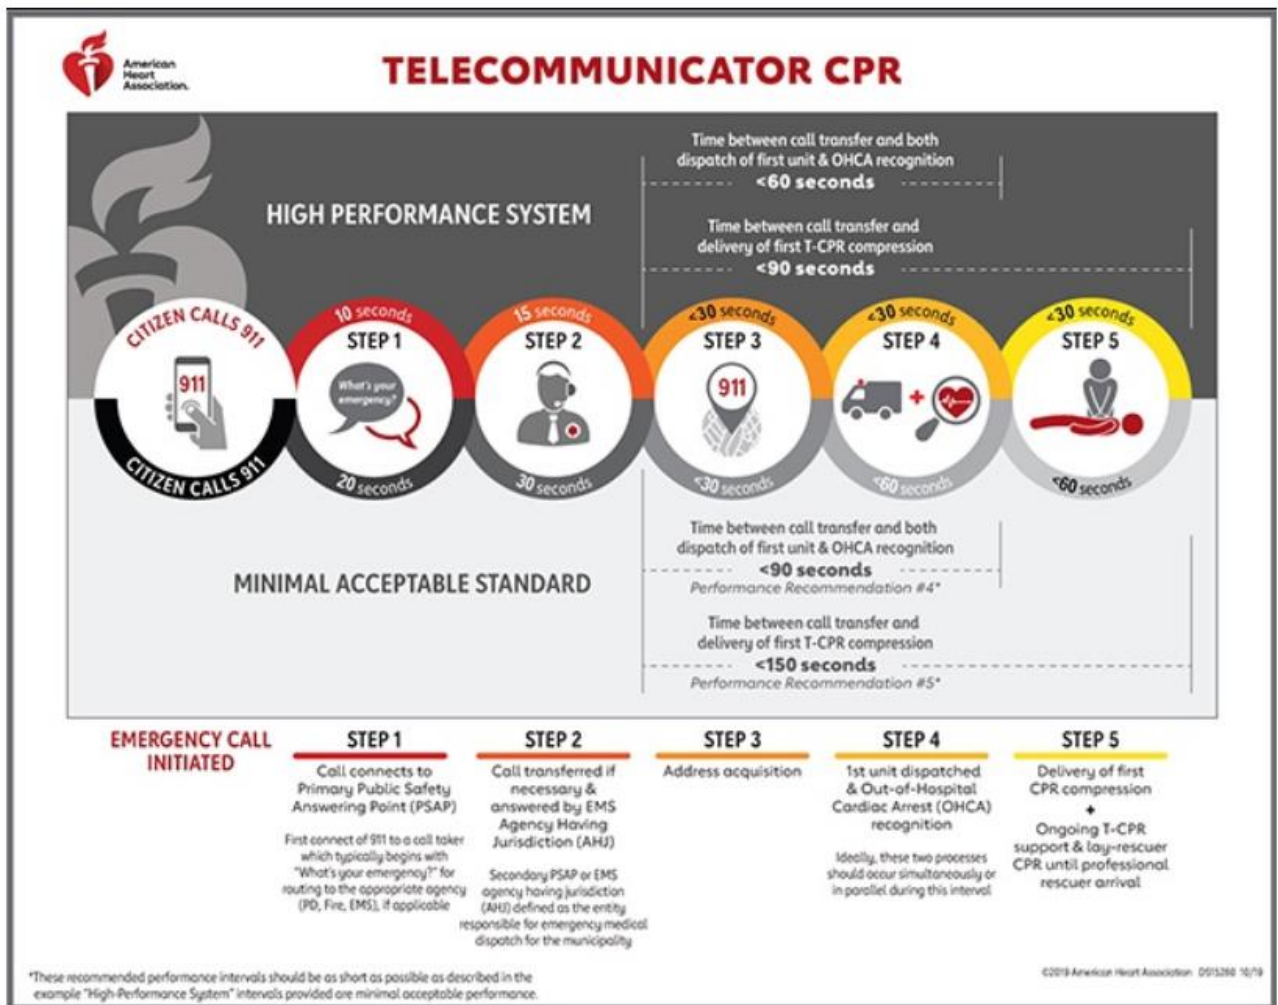 American
Heart
Association.
TELECOMMUNICATOR CPR
Time between call transfer and both
dispatch of first unit & OHCA recognition
<60 seconds
HIGH PERFORMANCE SYSTEM
Time between call transfer and
delivery of first T-CPR compression
<90 seconds
CITIZEN CALLS 911
911
CITIZEN CALLS 911
10 seconds
STEP 1
What's your
emergency?
20 seconds
15 seconds
STEP 2
30 seconds
<30 seconds
STEP 3
911
<30 seconds
<30 seconds
STEP 4
<60 seconds
<30 seconds
STEP 5
<60 seconds
Time between call transfer and both
dispatch of first unit & OHCA recognition
<90 seconds
Performance Recommendation #4*
MINIMAL ACCEPTABLE STANDARD
Time between call transfer and
delivery of first T-CPR compression
<150 seconds
Performance Recommendation #5*
EMERGENCY CALL
INITIATED
STEP 1
Call connects to
Primary Public Safety
Answering Point (PSAP)
First connect of 911 to a call taker
which typically begins with
"What's your emergency?" for
routing to the appropriate agency
(PD, Fire, EMS), if applicable
STEP 2
Call transferred if
necessary &
answered by EMS
Agency Having
Jurisdiction (AHJ)
Secondary PSAP or EMS
agency having jurisdiction
(AHJ) defined as the entity
responsible for emergency medical
dispatch for the municipality
STEP 3
Address acquisition
STEP 4
1st unit dispatched
& Out-of-Hospital
Cardiac Arrest (OHCA)
recognition
Ideally, these two processes
should occur simultaneously or
in parallel during this interval
STEP 5
Delivery of first
CPR compression
+
Ongoing T-CPR
support & lay-rescuer
CPR until professional
rescuer arrival
*These recommended performance intervals should be as short as possible as described in the
example "High-Performance System" intervals provided are minimal acceptable performance.
©2019 American Heart Association DS15260 10/19